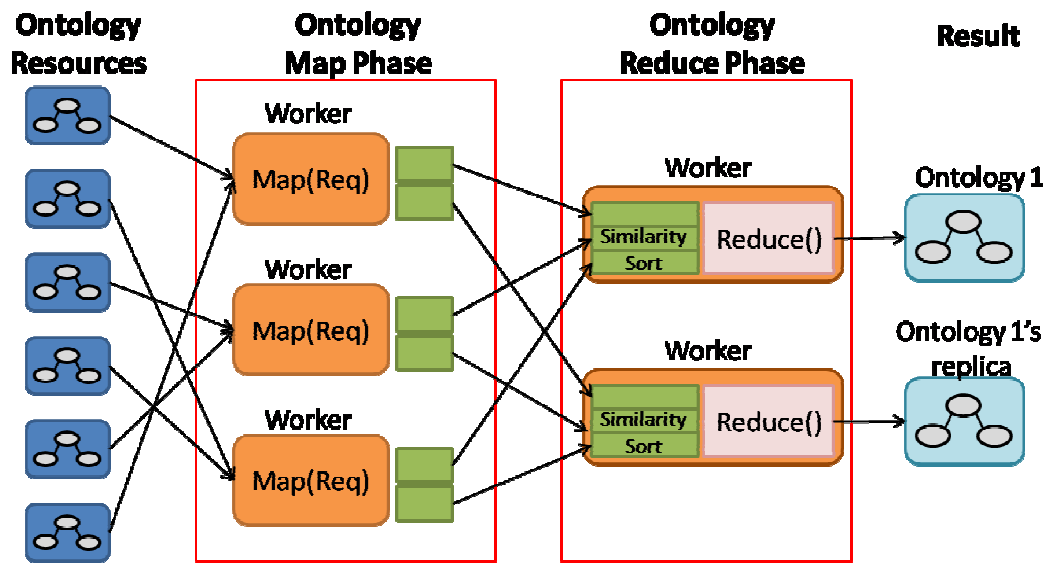 Ontology
Resources
Ontology
Map Phase
Ontology
Reduce Phase
Result
Worker
Map(Req)
Worker
Map(Req)
Worker
Map(Req)
Worker
Similarity
Sort
Reduce()
Worker
Similarity
Sort
Reduce()
Ontology 1
Ontology 1's
replica